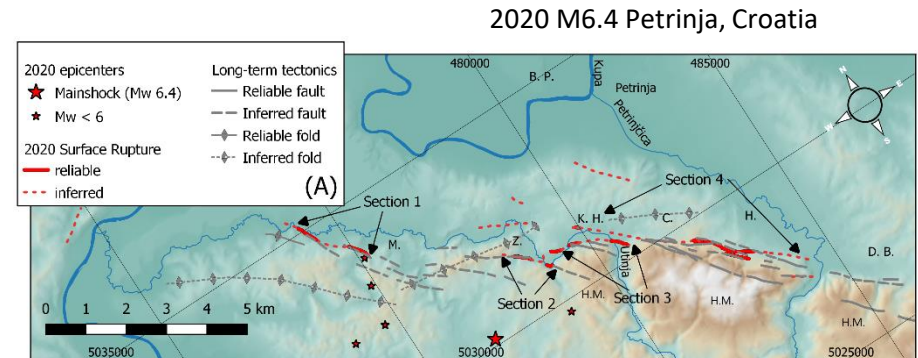 2020 M6.4 Petrinja, Croatia
2020 epicenters
Mainshock (Mw 6.4)
Mw < 6
2020 Surface Rupture
reliable
inferred
Long-term tectonics
Reliable fault
Inferred fault
Reliable fold
Inferred fold
(A)
480000
485000
B. P.
Kupa
Petrinja
Petrinjčica
N
E
W
S
Section 1
Section 4
M.
Z.
K. H.
C.
H.
D. B.
Utinja
Section 2
Section 3
H.M.
H.M.
H.M.
0 1 2 3 4 5 km
5035000
5030000
5025000